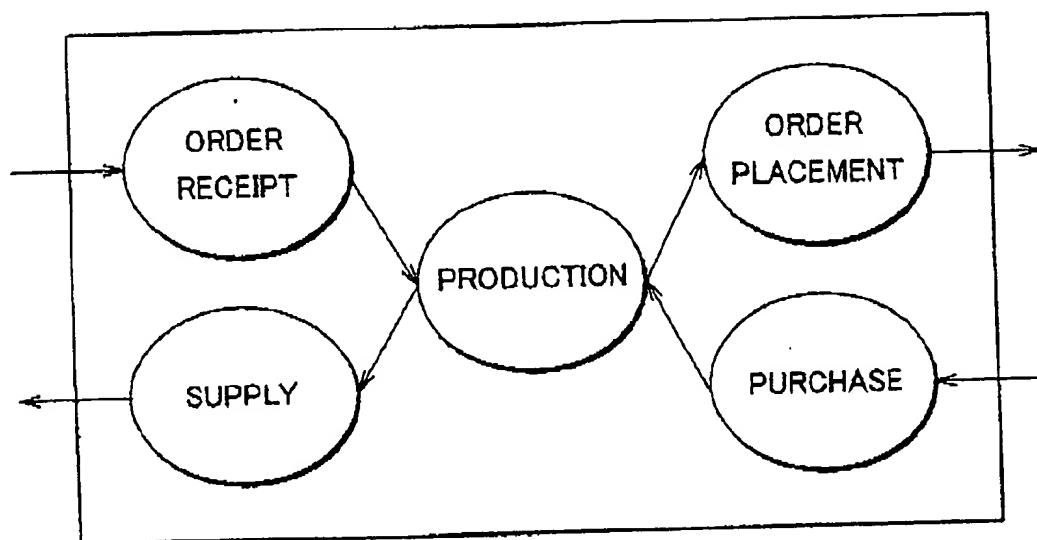 ORDER
RECEIPT
ORDER
PLACEMENT
PRODUCTION
SUPPLY
PURCHASE